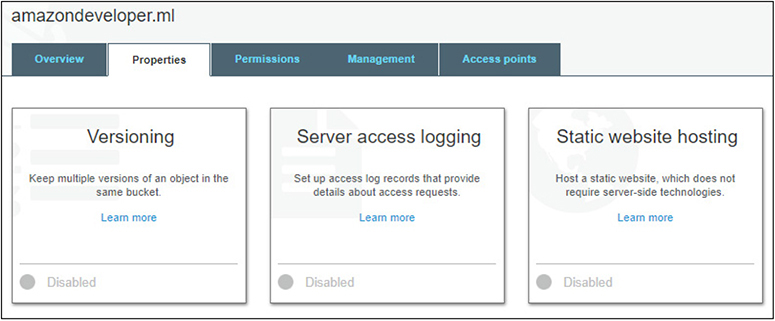 amazondeveloper.ml
Overview Properties Permissions Management Access points
Versioning
Keep multiple versions of an object in the
same bucket.
Learn more
Disabled
Server access logging
Set up access log records that provide
details about access requests.
Learn more
Disabled
Static website hosting
Host a static website, which does not
require server-side technologies.
Learn more
Disabled